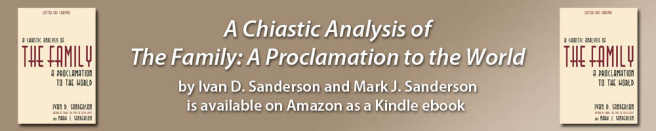 A CHIASTIC ANALYSIS OF
THE FAMILY
A PROCLAMATION
TO THE WORLD
IVAN D. SANDERSON
MARK J. SANDERSON
A Chiastic Analysis of
The Family: A Proclamation to the World
by Ivan D. Sanderson and Mark J. Sanderson
is available on Amazon as a Kindle ebook
A CHIASTIC ANALYSIS OF
THE FAMILY
A PROCLAMATION
TO THE WORLD
IVAN D. SANDERSON
MARK J. SANDERSON